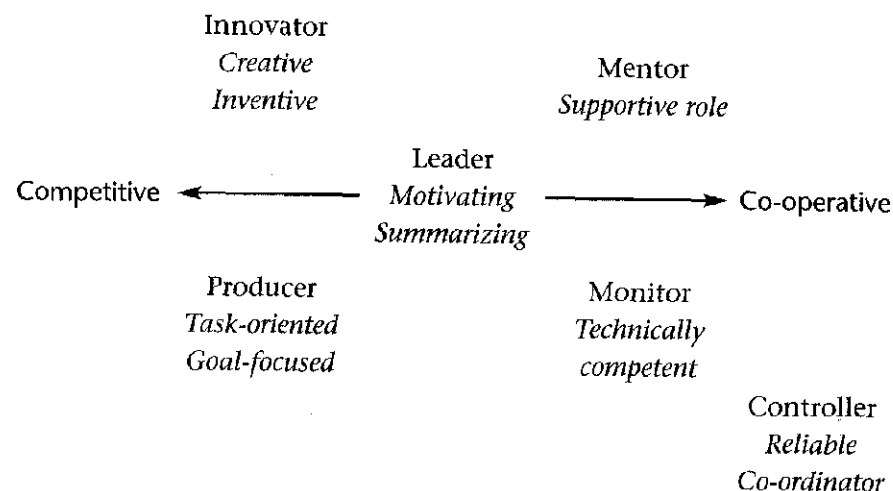 Innovator
Creative
Inventive
Mentor
Supportive role
Leader
Competitive
Motivating
Co-operative
Summarizing
Producer
Task-oriented
Goal-focused
Monitor
Technically
competent
Controller
Reliable
Co-ordinator